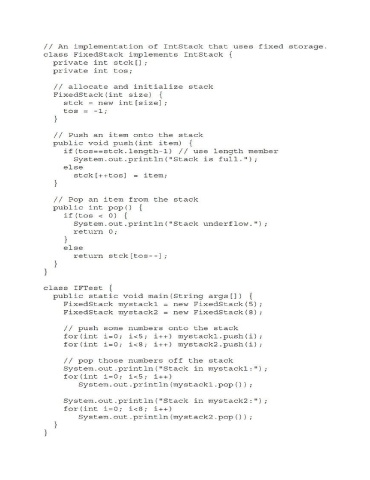 // An implementation of IntStack that uses fixed storage.
class FixedStack implements IntStack {
  private int stck[];
  private int tos;

  // allocate and initialize stack
  FixedStack(int size) {
    stck = new int[size];
    tos = -1;
  }

  // Push an item onto the stack
  public void push(int item) {
    if(tos==stck.length-1) // use length member
      System.out.println("Stack is full.");
    else
      stck[++tos] = item;
  }

  // Pop an item from the stack
  public int pop() {
    if(tos < 0) {
      System.out.println("Stack underflow.");
      return 0;
    }
    else
      return stck[tos--];
  }
}

class IFTest {
  public static void main(String args[]) {
    FixedStack mystack1 = new FixedStack(5);
    FixedStack mystack2 = new FixedStack(8);

    // push some numbers onto the stack
    for(int i=0; i<5; i++) mystack1.push(i);
    for(int i=0; i<8; i++) mystack2.push(i);

    // pop those numbers off the stack
    System.out.println("Stack in mystack1:");
    for(int i=0; i<5; i++)
       System.out.println(mystack1.pop());

    System.out.println("Stack in mystack2:");
    for(int i=0; i<8; i++)
       System.out.println(mystack2.pop());
  }
}